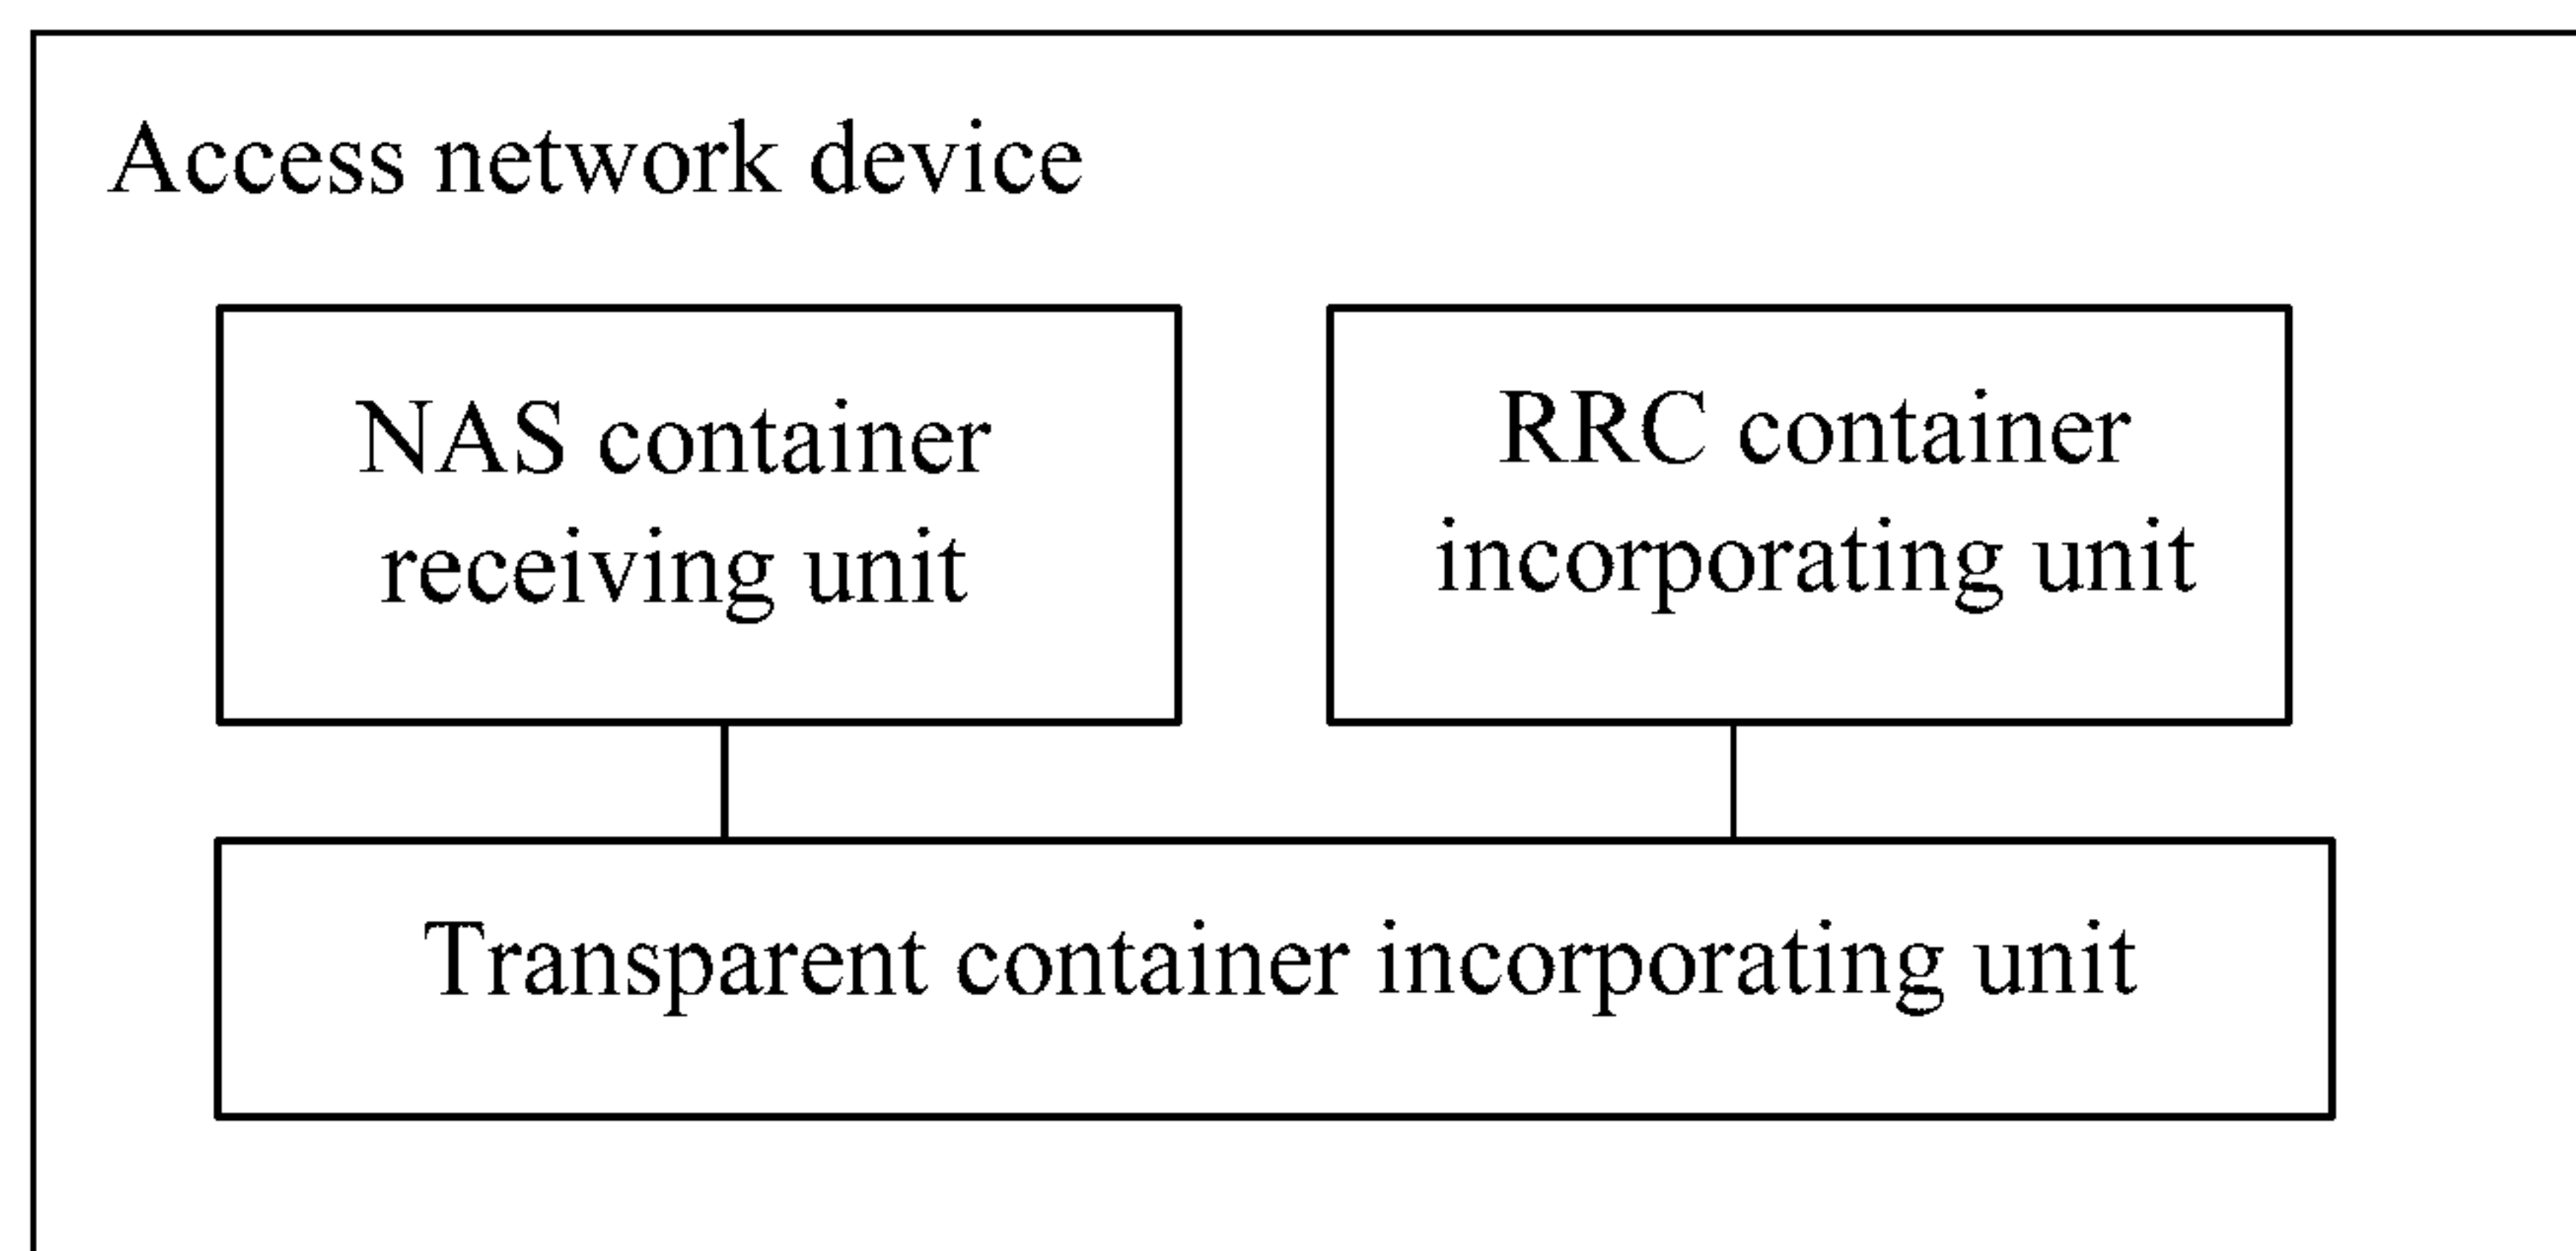 Access network device
NAS container
receiving unit
RRC container
incorporating unit
Transparent container incorporating unit